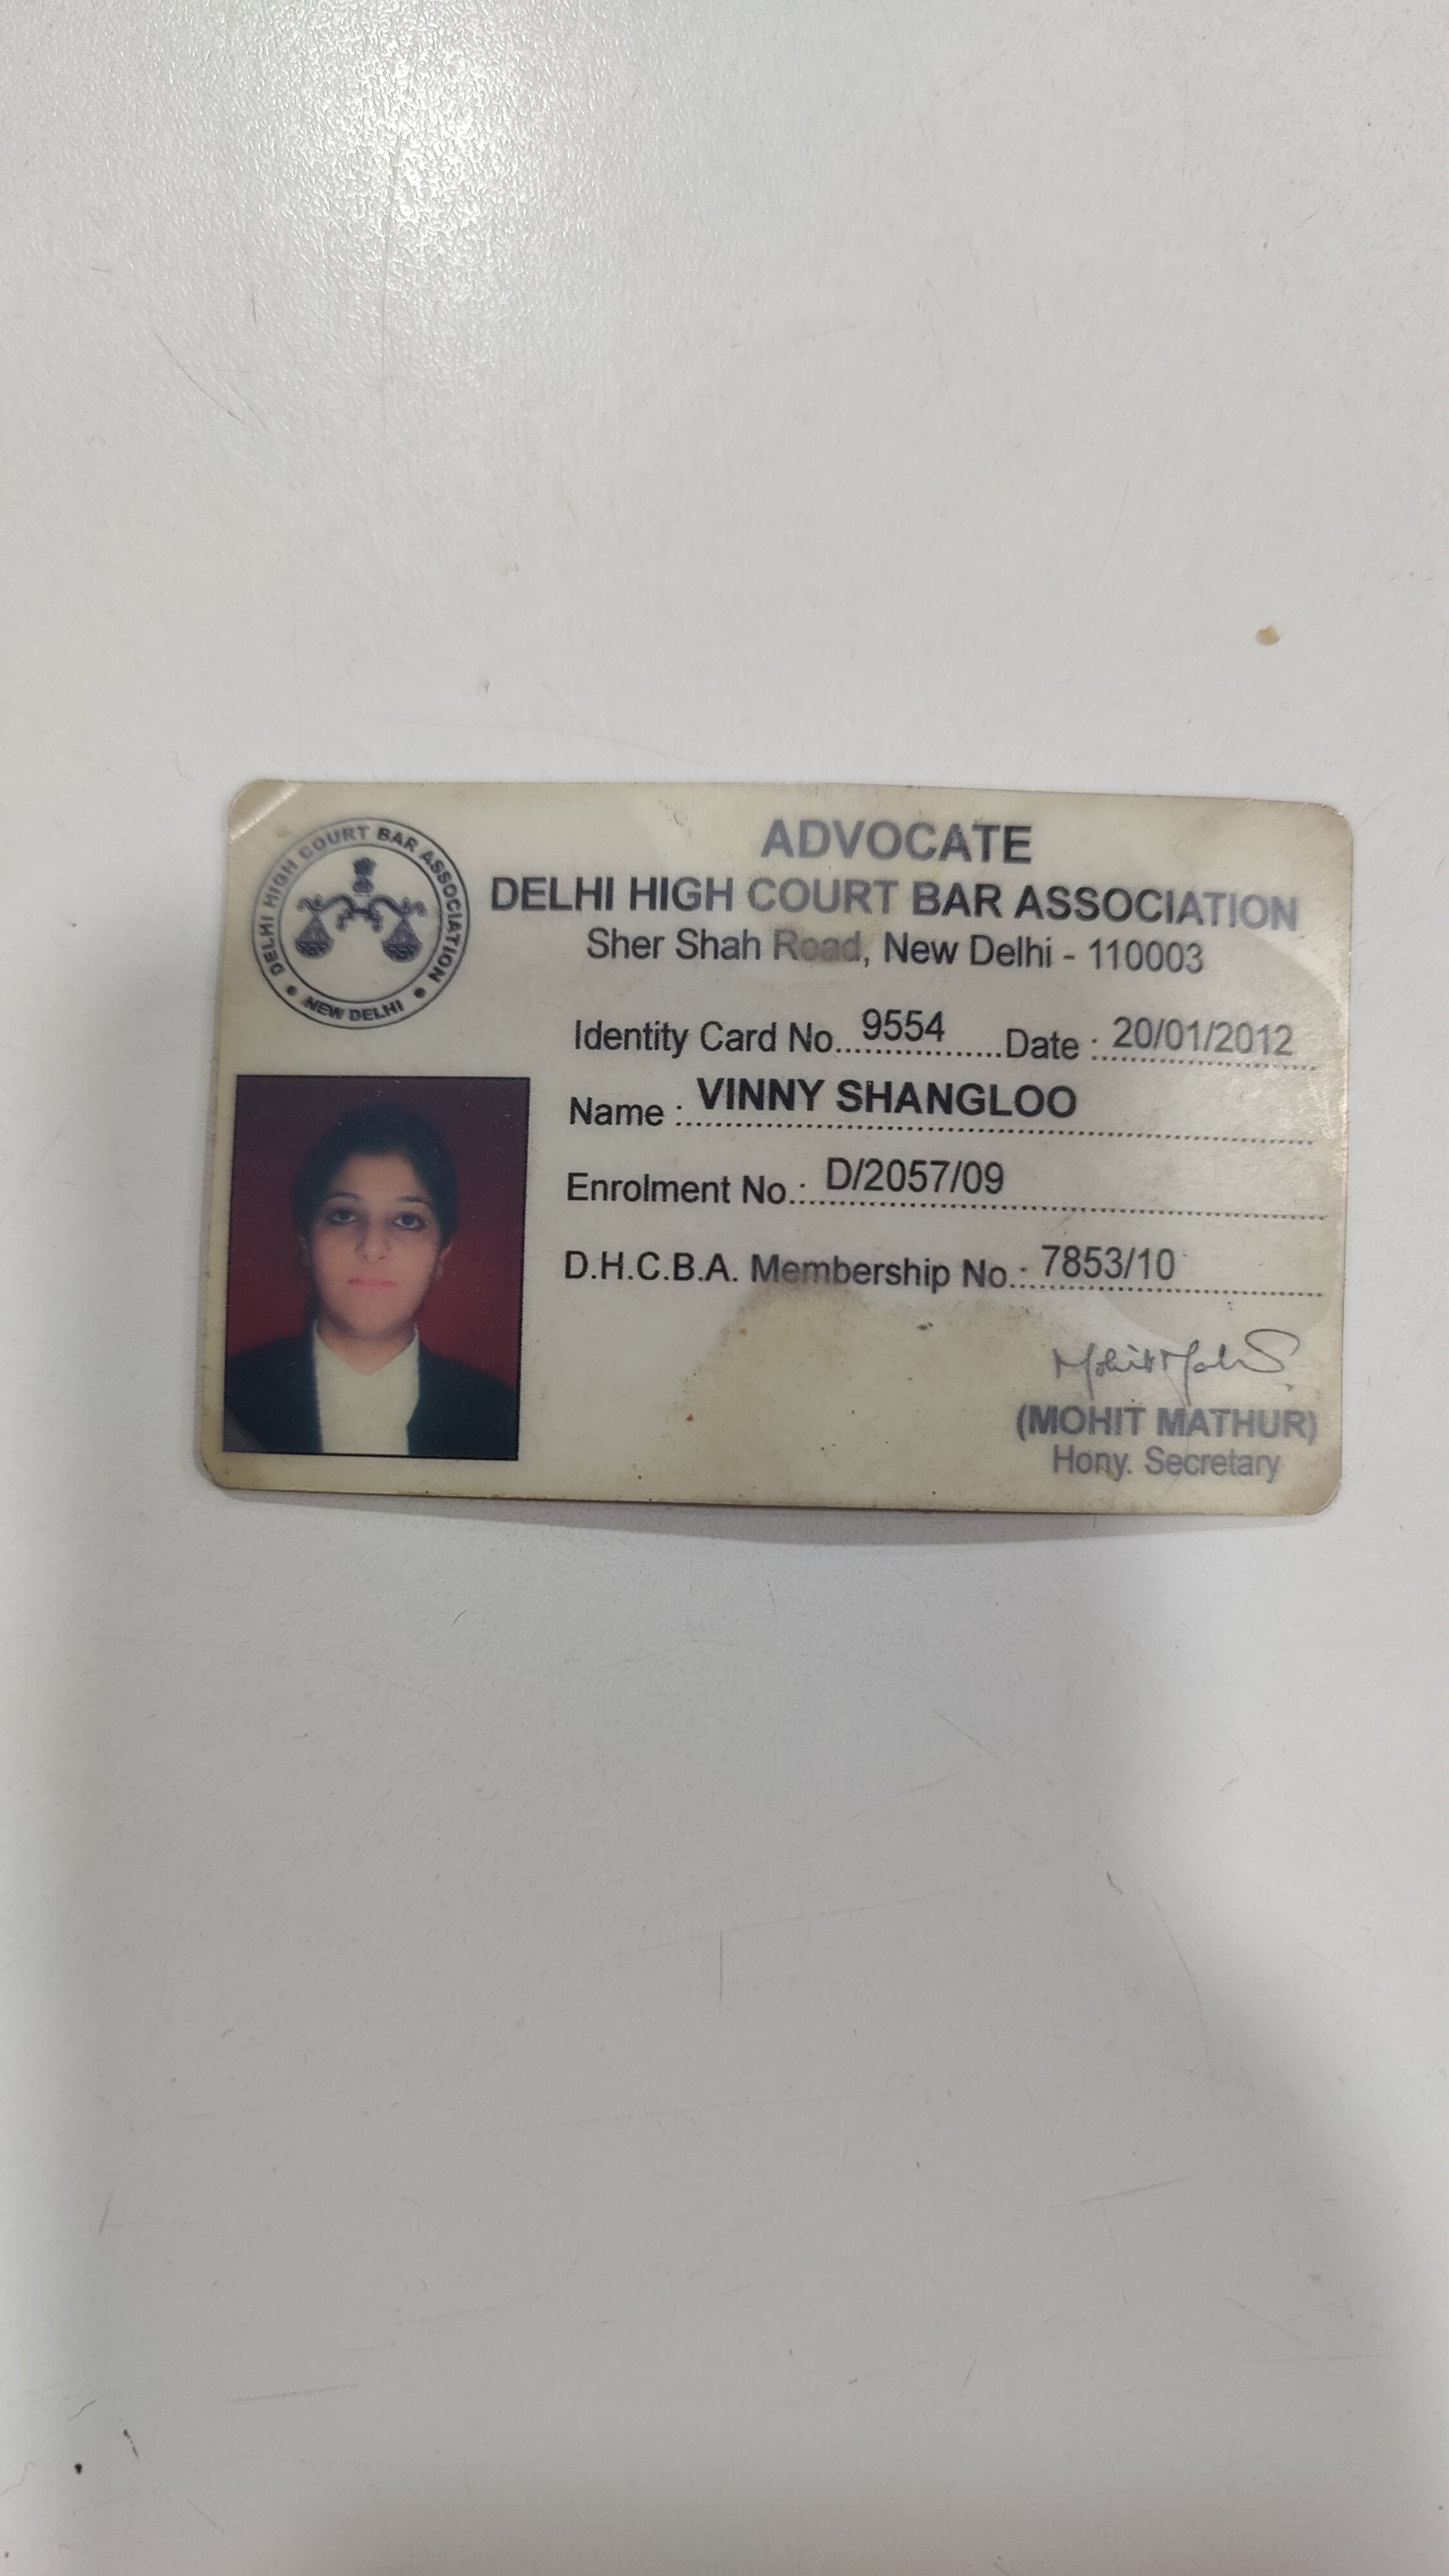 DELHI HIGH COURT BAR ASSOCIATION
• NEW DELHI •
ADVOCATE
DELHI HIGH COURT BAR ASSOCIATION
Sher Shah Road, New Delhi - 110003
Identity Card No. 9554 Date : 20/01/2012
Name : VINNY SHANGLOO
Enrolment No.: D/2057/09
D.H.C.B.A. Membership No.: 7853/10
(MOHIT MATHUR)
Hony. Secretary